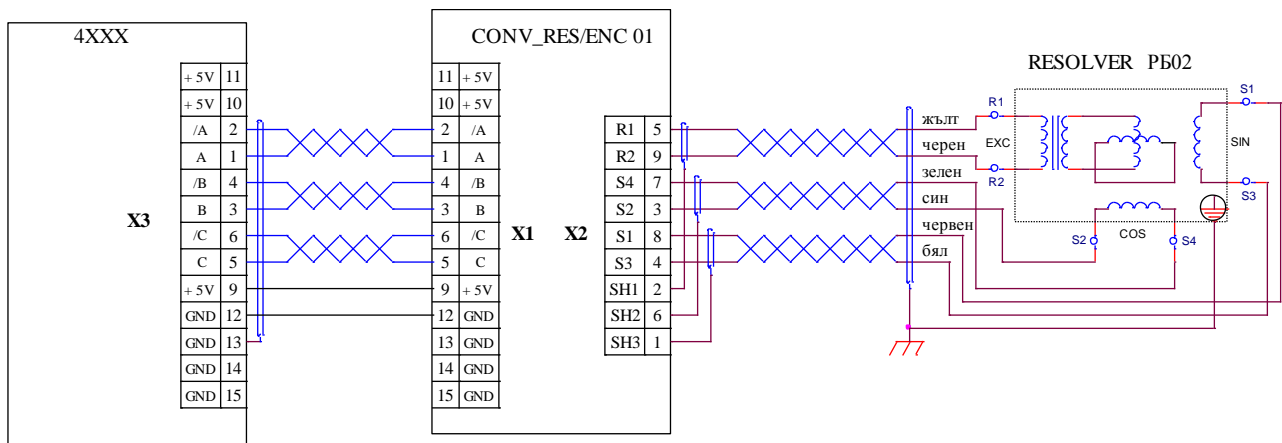 4XXX
CONV_RES/ENC 01
RESOLVER РБ02
X3
+ 5V 11
+ 5V 10
/A 2
A 1
/B 4
B 3
/C 6
C 5
+ 5V 9
GND 12
GND 13
GND 14
GND 15
11 + 5V
10 + 5V
2 /A
1 A
4 /B
3 B
6 /C
5 C
9 + 5V
12 GND
13 GND
14 GND
15 GND
X1
X2
R1 5
R2 9
S4 7
S2 3
S1 8
S3 4
SH1 2
SH2 6
SH3 1
жълт
черен
зелен
син
червен
бял
R1
EXC
R2
S1
SIN
S3
S2
COS
S4